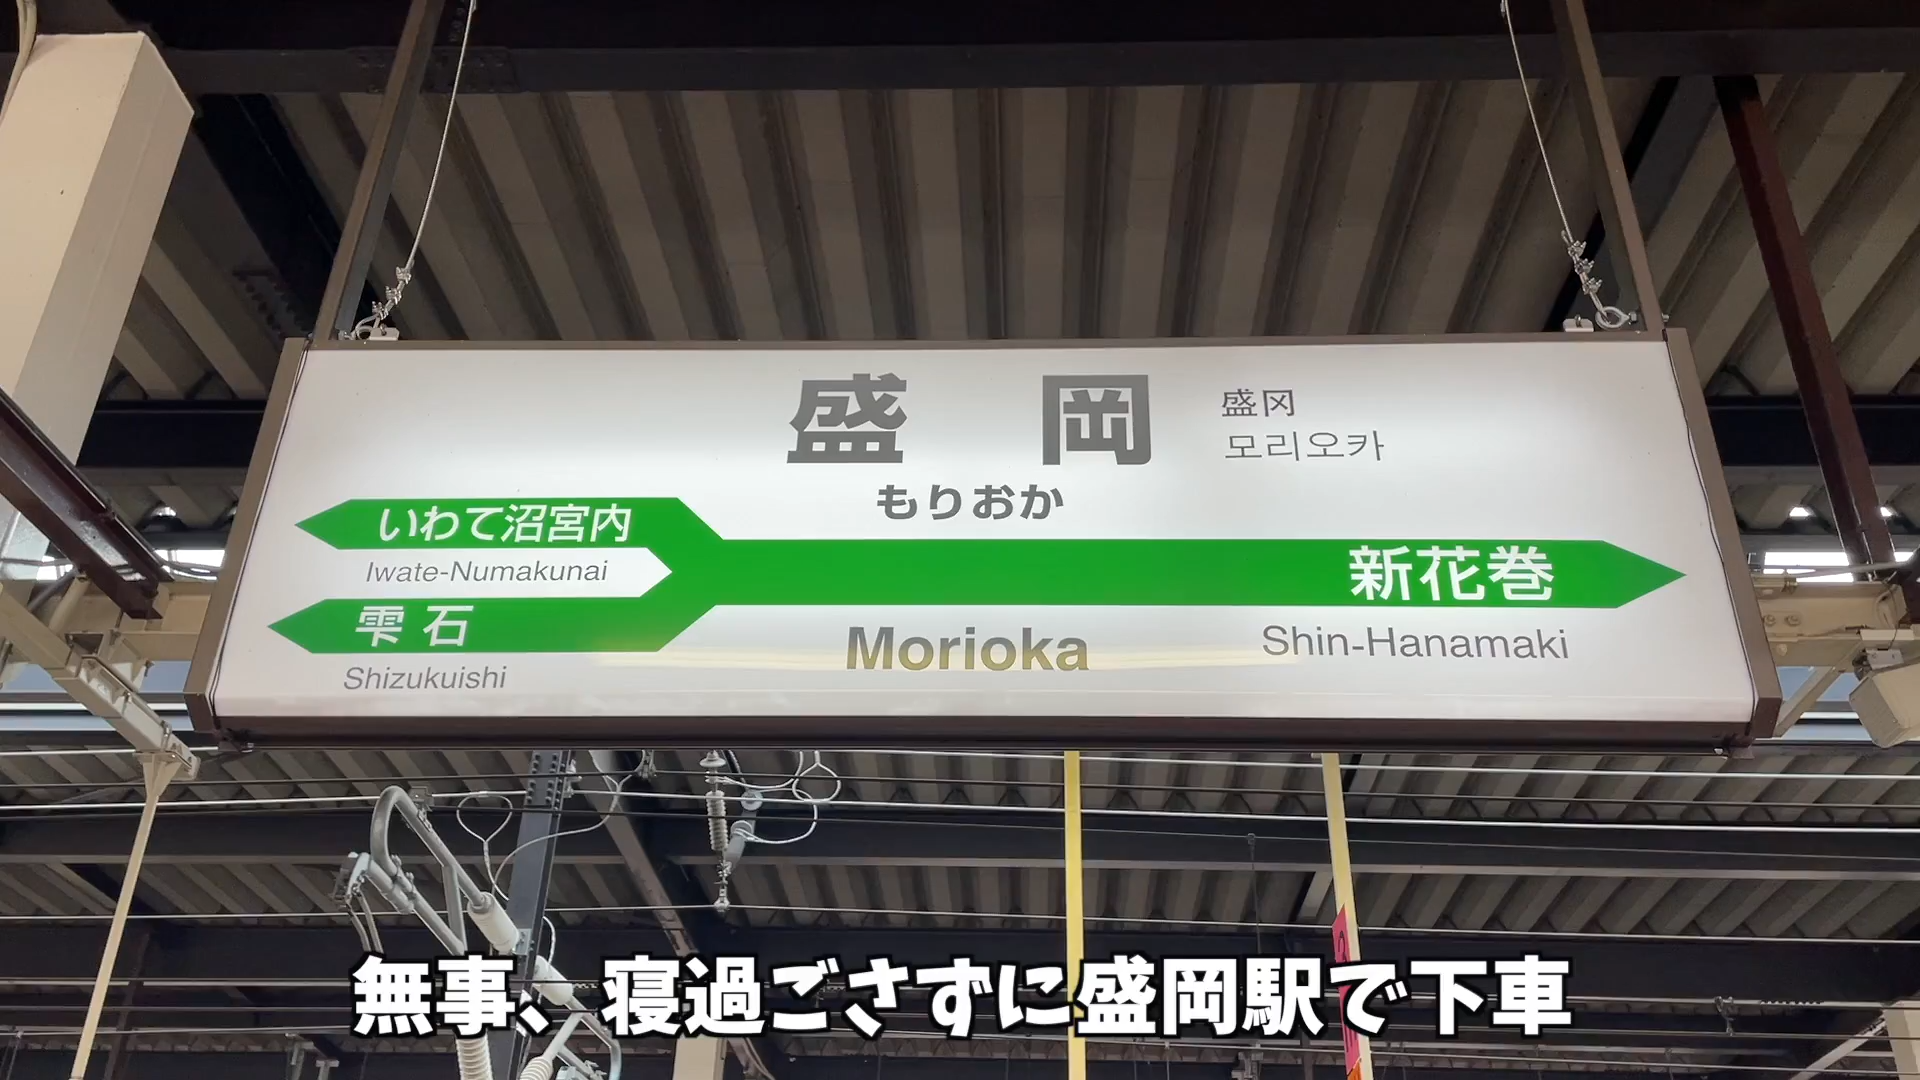 盛岡
盛冈
모리오카
もりおか
いわて沼宮内
Iwate-Numakunai
雫石
Shizukuishi
新花巻
Shin-Hanamaki
Morioka
無事、寝過ごさずに盛岡駅で下車